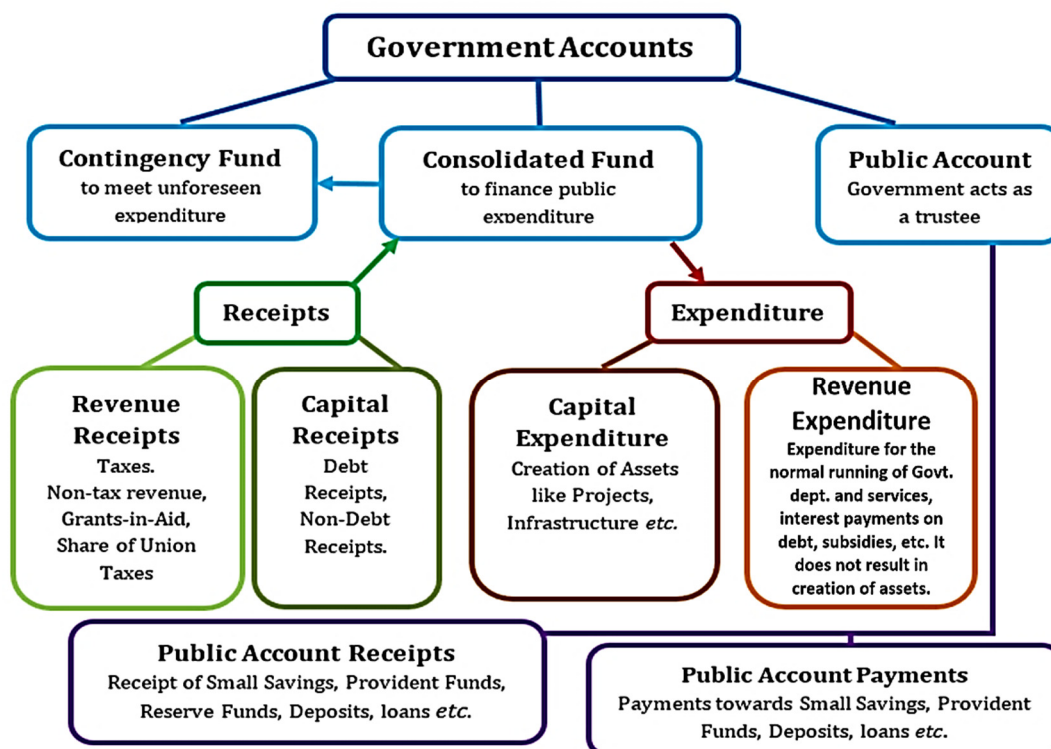 Government Accounts
Contingency Fund
to meet unforeseen
expenditure
Consolidated Fund
to finance public
expenditure
Public Account
Government acts as
a trustee
Receipts
Expenditure
Revenue
Receipts
Taxes.
Non-tax revenue,
Grants-in-Aid,
Share of Union
Taxes
Capital
Receipts
Debt
Receipts,
Non-Debt
Receipts.
Capital
Expenditure
Creation of Assets
like Projects,
Infrastructure etc.
Revenue
Expenditure
Expenditure for the
normal running of Govt.
dept. and services,
interest payments on
debt, subsidies, etc. It
does not result in
creation of assets.
Public Account Receipts
Receipt of Small Savings, Provident Funds,
Reserve Funds, Deposits, loans etc.
Public Account Payments
Payments towards Small Savings, Provident
Funds, Deposits, loans etc.